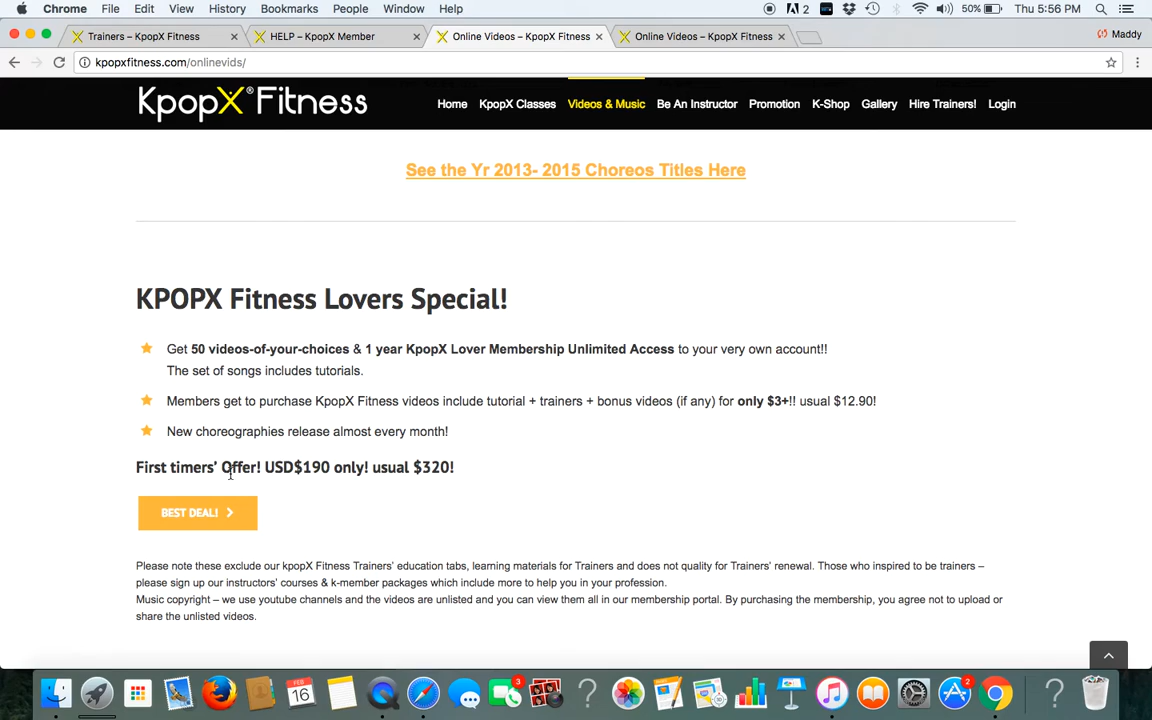 Chrome File Edit View History Bookmarks People Window Help 2 50% Thu 5:56 PM
Trainers – KpopX Fitness × HELP – KpopX Member × Online Videos – KpopX Fitness × Online Videos – KpopX Fitness × Maddy
kpopxfitness.com/onlinevids/
KpopX® Fitness Home KpopX Classes Videos & Music Be An Instructor Promotion K-Shop Gallery Hire Trainers! Login
See the Yr 2013- 2015 Choreos Titles Here
KPOPX Fitness Lovers Special!
Get 50 videos-of-your-choices & 1 year KpopX Lover Membership Unlimited Access to your very own account!!
The set of songs includes tutorials.
Members get to purchase KpopX Fitness videos include tutorial + trainers + bonus videos (if any) for only $3+!! usual $12.90!
New choreographies release almost every month!
First timers’ Offer! USD$190 only! usual $320!
BEST DEAL!
Please note these exclude our kpopX Fitness Trainers’ education tabs, learning materials for Trainers and does not quality for Trainers’ renewal. Those who inspired to be trainers –
please sign up our instructors’ courses & k-member packages which include more to help you in your profession.
Music copyright – we use youtube channels and the videos are unlisted and you can view them all in our membership portal. By purchasing the membership, you agree not to upload or
share the unlisted videos.
FEB
16
3
2